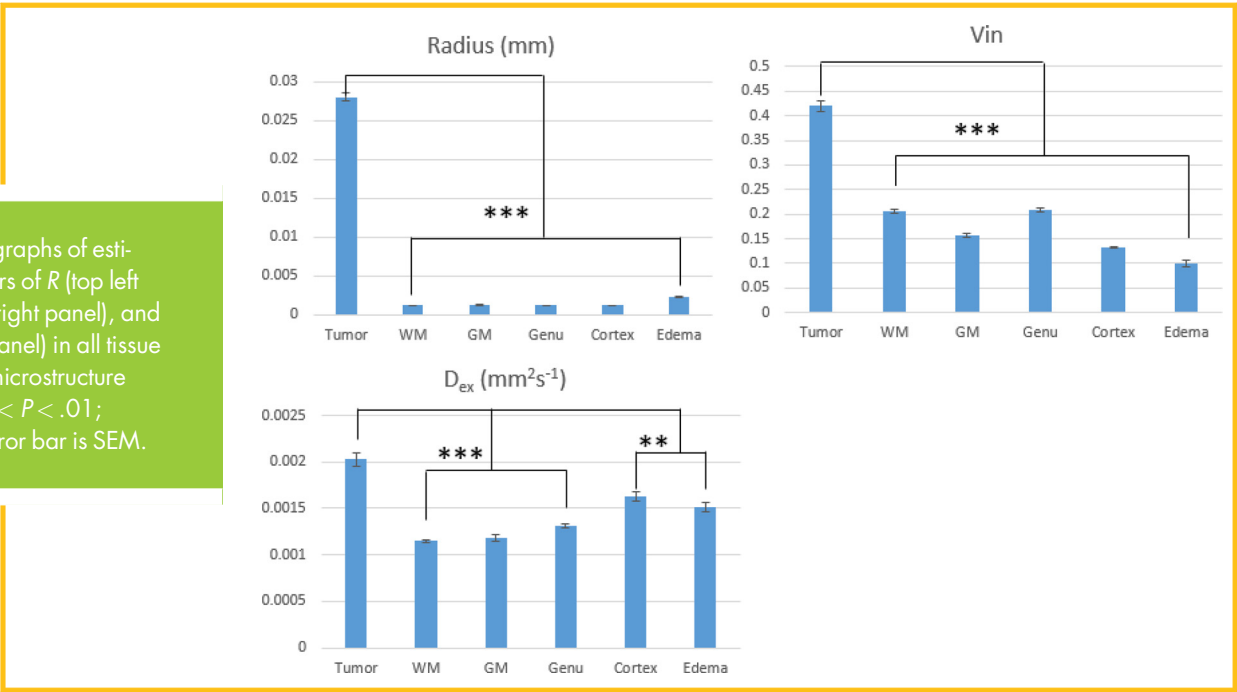 graphs of esti-
rs of R (top left
right panel), and
anel) in all tissue
nicrostructure
< P < .01;
ror bar is SEM.
Radius (mm)
0.03
0.025
0.02
0.015
0.01
0.005
0
***
Tumor WM GM Genu Cortex Edema
Vin
0.5
0.45
0.4
0.35
0.3
0.25
0.2
0.15
0.1
0.05
0
***
Tumor WM GM Genu Cortex Edema
Dex (mm²s⁻¹)
0.0025
0.002
0.0015
0.001
0.0005
0
***
**
Tumor WM GM Genu Cortex Edema